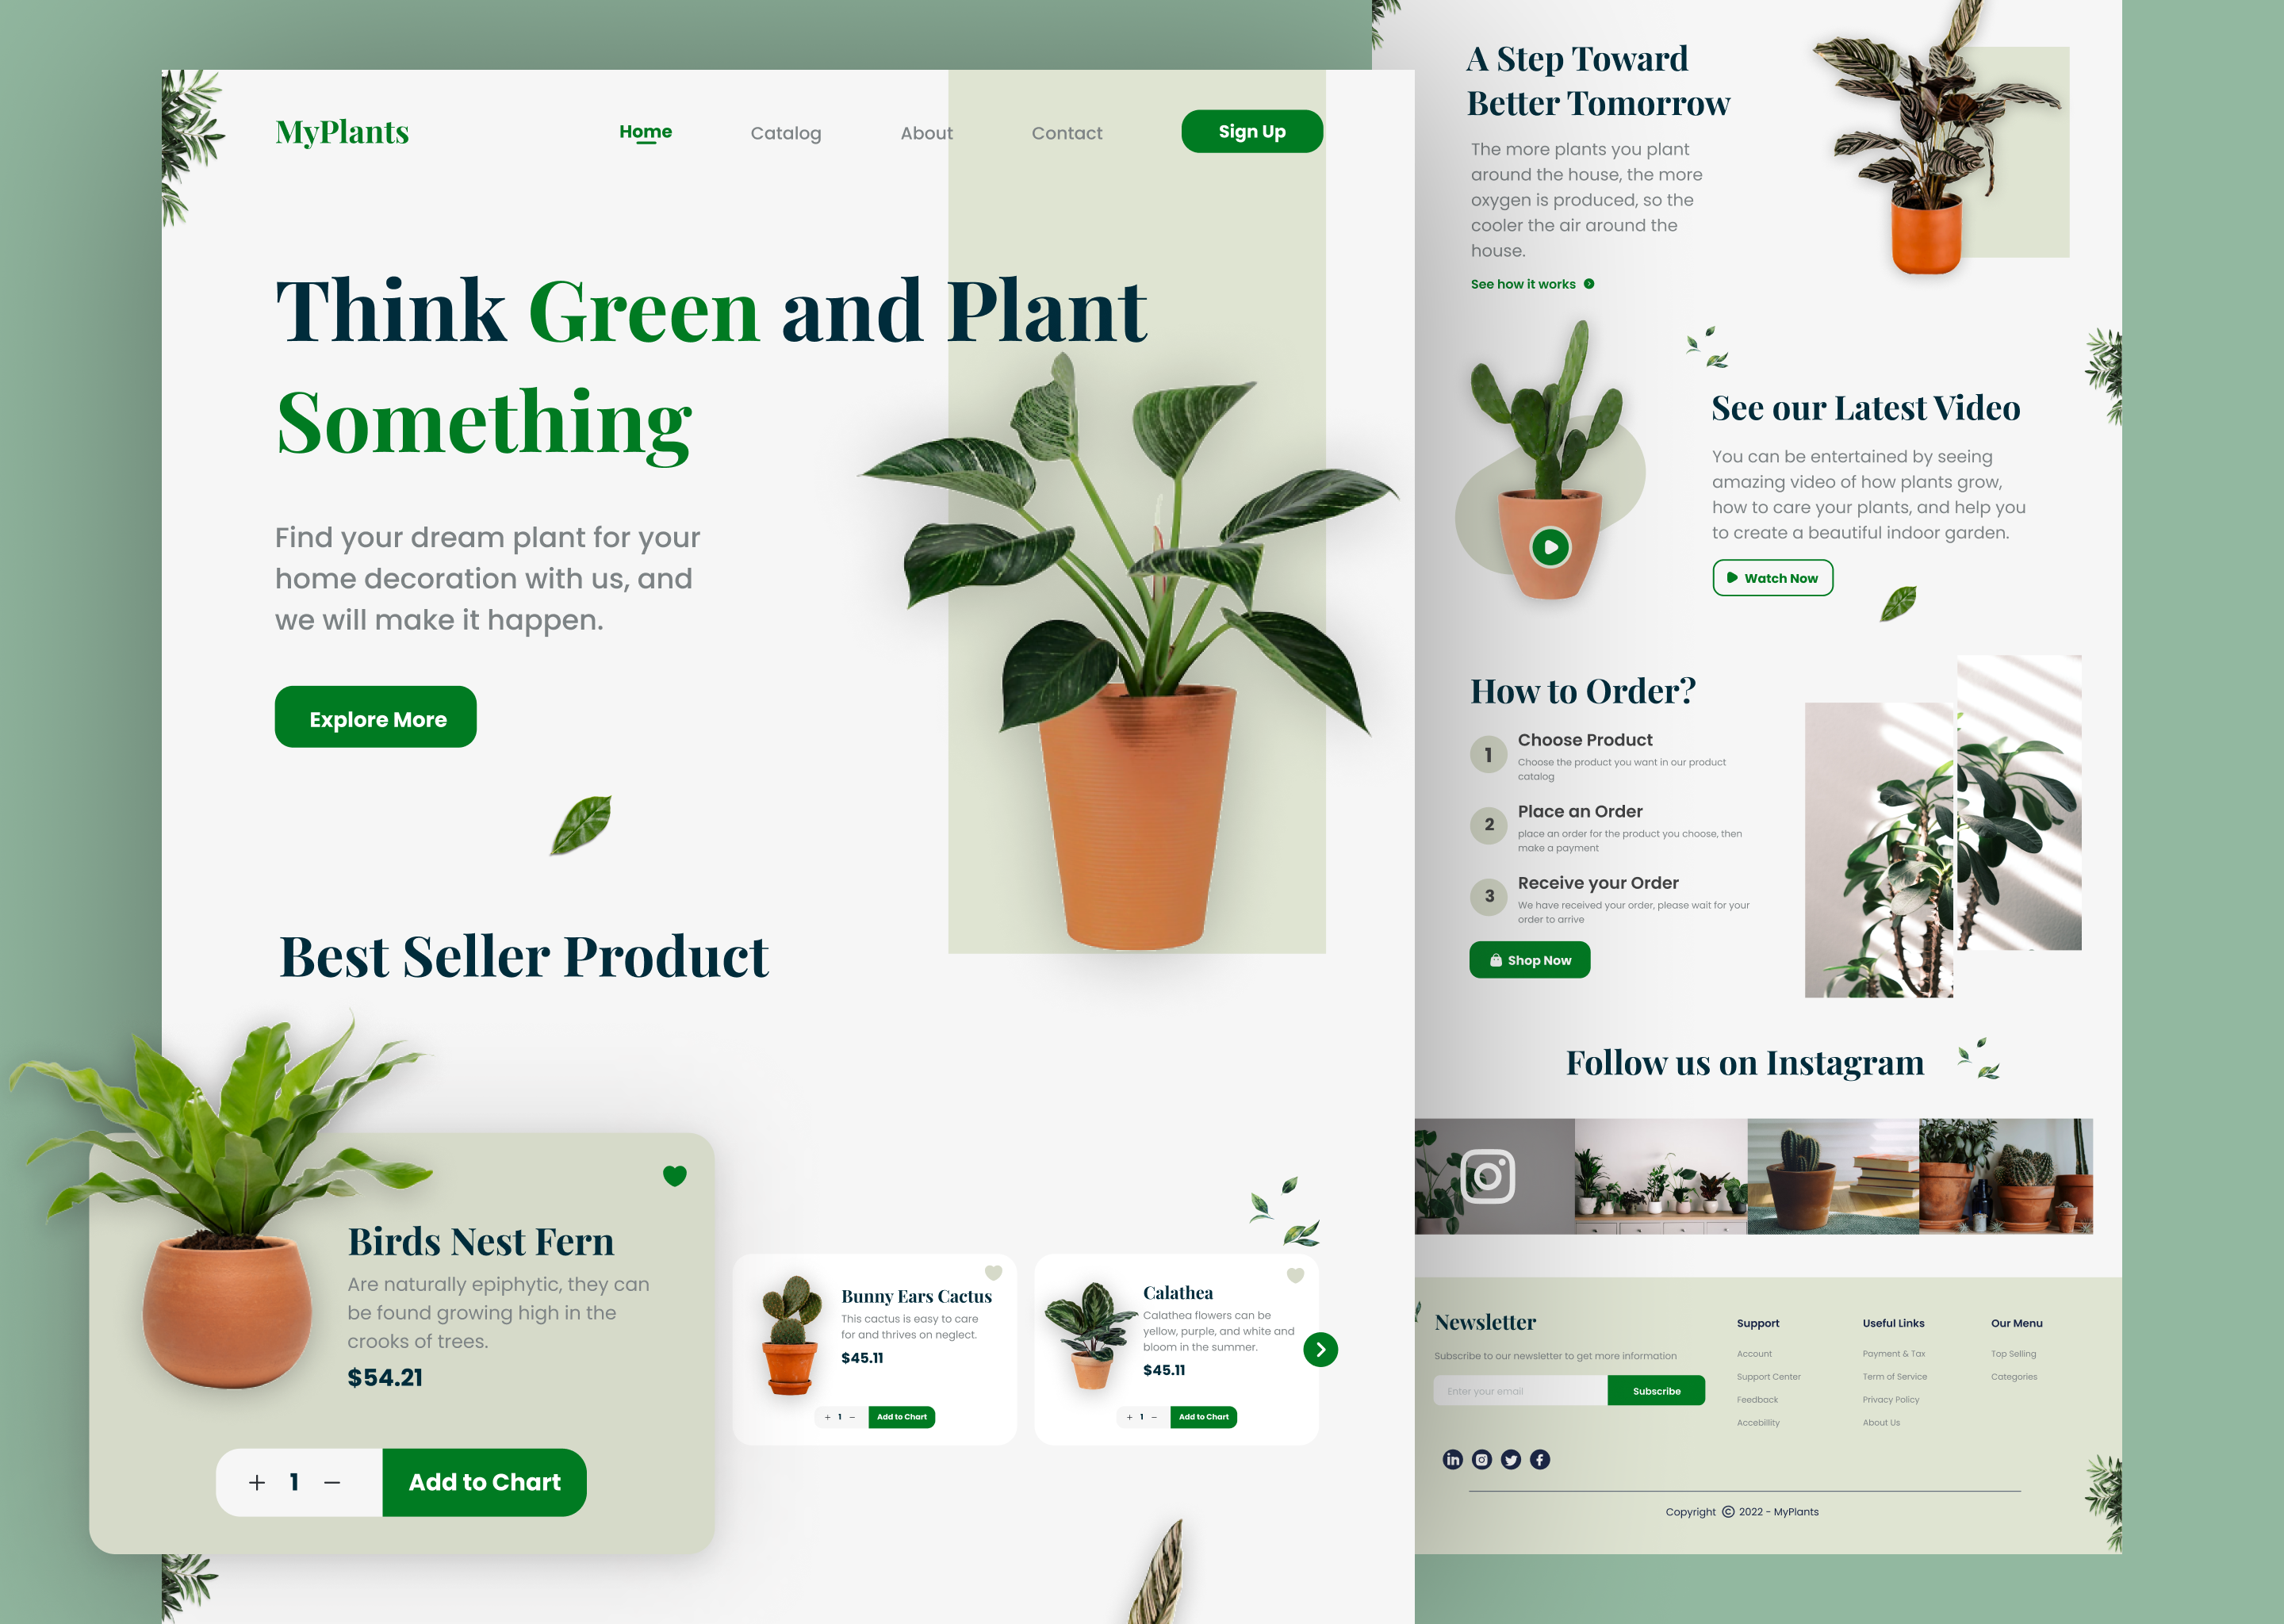 MyPlants
Home
Catalog
About
Contact
Sign Up
Think Green and Plant
Something
Find your dream plant for your
home decoration with us, and
we will make it happen.
Explore More
Best Seller Product
Birds Nest Fern
Are naturally epiphytic, they can
be found growing high in the
crooks of trees.
$54.21
+ 1 −
Add to Chart
Bunny Ears Cactus
This cactus is easy to care
for and thrives on neglect.
$45.11
+ 1 −
Add to Chart
Calathea
Calathea flowers can be
yellow, purple, and white and
bloom in the summer.
$45.11
+ 1 −
Add to Chart
A Step Toward
Better Tomorrow
The more plants you plant
around the house, the more
oxygen is produced, so the
cooler the air around the
house.
See how it works
See our Latest Video
You can be entertained by seeing
amazing video of how plants grow,
how to care your plants, and help you
to create a beautiful indoor garden.
Watch Now
How to Order?
1
Choose Product
Choose the product you want in our product
catalog
2
Place an Order
place an order for the product you choose, then
make a payment
3
Receive your Order
We have received your order, please wait for your
order to arrive
Shop Now
Follow us on Instagram
Newsletter
Subscribe to our newsletter to get more information
Enter your email
Subscribe
Support
Account
Support Center
Feedback
Accebillity
Useful Links
Payment & Tax
Term of Service
Privacy Policy
About Us
Our Menu
Top Selling
Categories
Copyright © 2022 - MyPlants